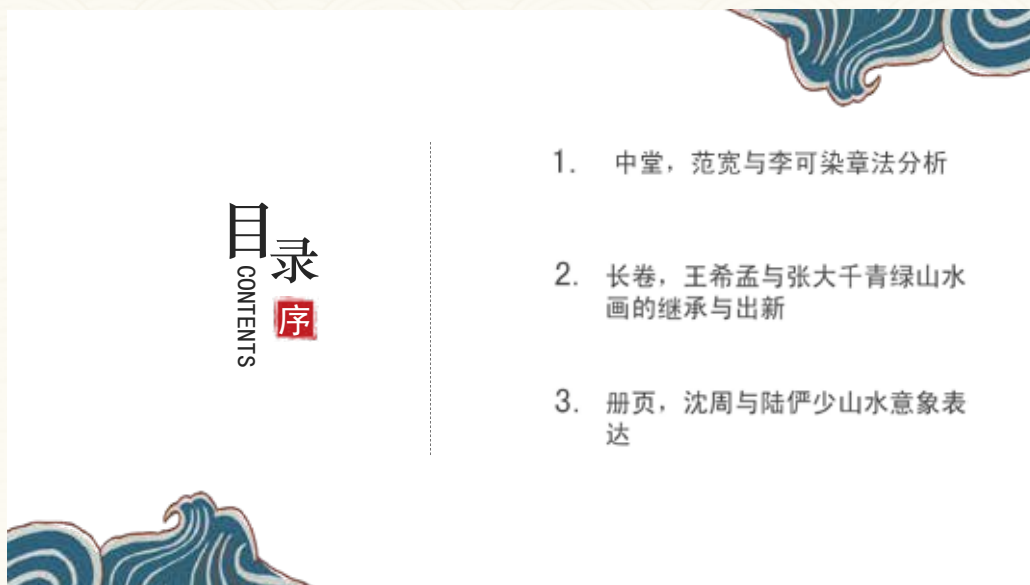 目录
CONTENTS
序
1. 中堂，范宽与李可染章法分析
2. 长卷，王希孟与张大千青绿山水
画的继承与出新
3. 册页，沈周与陆俨少山水意象表
达